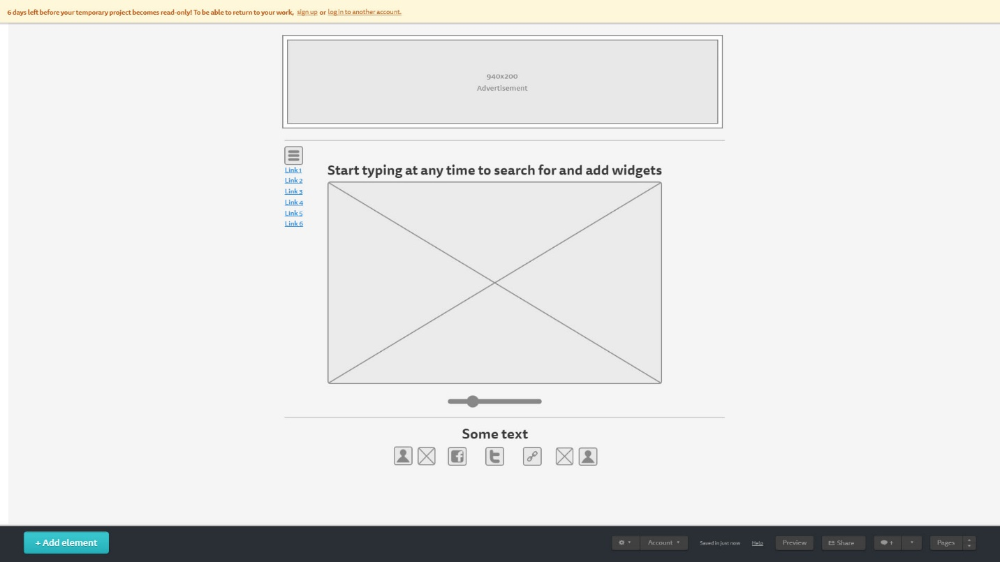 6 days left before your temporary project becomes read-only! To be able to return to your work, sign up or log in to another account.
940x200
Advertisement
Link 1
Link 2
Link 3
Link 4
Link 5
Link 6
Start typing at any time to search for and add widgets
Some text
+ Add element
Account
Saved in just now
Help
Preview
Share
+
Pages